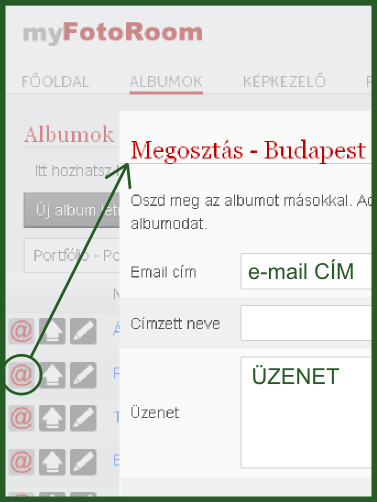 myFotoRoom
FŐOLDAL ALBUMOK KÉPKEZELŐ
Albumok
Itt hozhatsz
Új album
Portfólió - Po
Megosztás - Budapest
Oszd meg az albumot másokkal. Ad
albumodat.
Email cím
e-mail CÍM
Címzett neve
ÜZENET
Üzenet
@
@
@
@